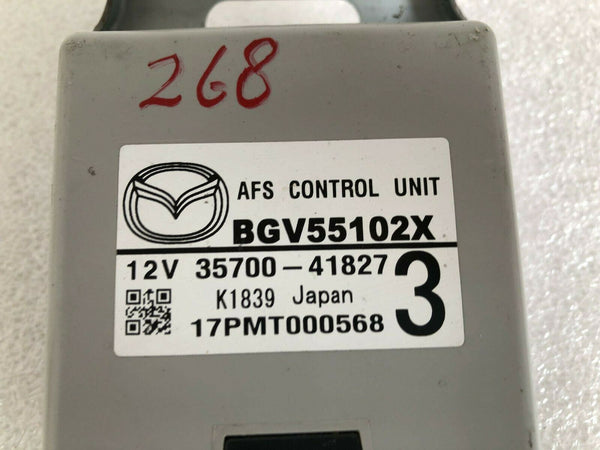 268
AFS CONTROL UNIT
BGV55102X
12V 35700-41827 3
K1839 Japan
17PMT000568